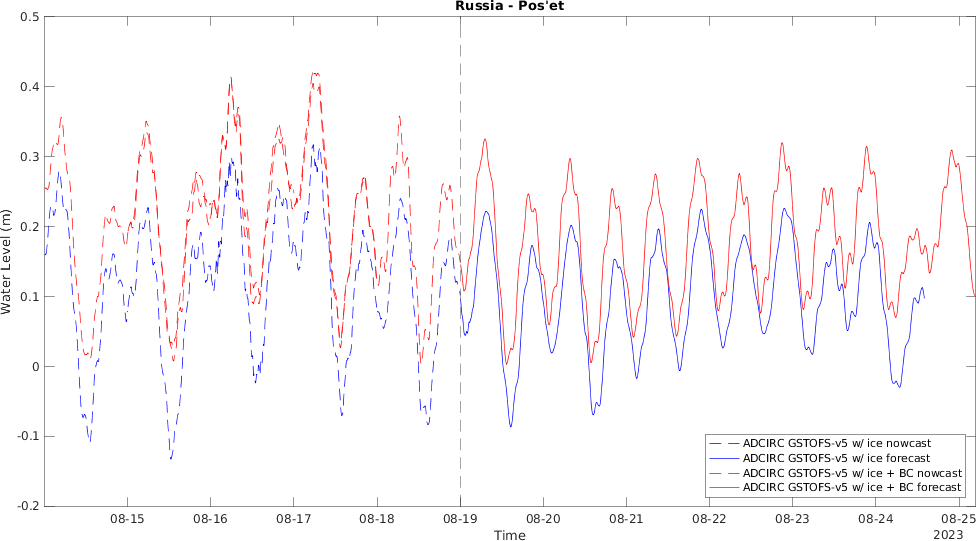 Russia - Pos'et
0.5
0.4
0.3
0.2
0.1
0
-0.1
-0.2
Water Level (m)
ADCIRC GSTOFS-v5 w/ ice nowcast
ADCIRC GSTOFS-v5 w/ ice forecast
ADCIRC GSTOFS-v5 w/ ice + BC nowcast
ADCIRC GSTOFS-v5 w/ ice + BC forecast
08-15 08-16 08-17 08-18 08-19 08-20 08-21 08-22 08-23 08-24 08-25
Time
2023